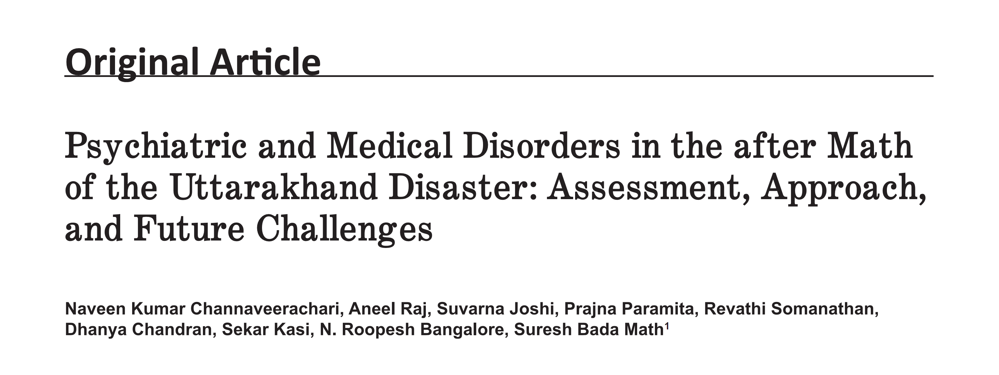 Original Article
Psychiatric and Medical Disorders in the after Math
of the Uttarakhand Disaster: Assessment, Approach,
and Future Challenges
Naveen Kumar Channaveerachari, Aneel Raj, Suvarna Joshi, Prajna Paramita, Revathi Somanathan,
Dhanya Chandran, Sekar Kasi, N. Roopesh Bangalore, Suresh Bada Math¹